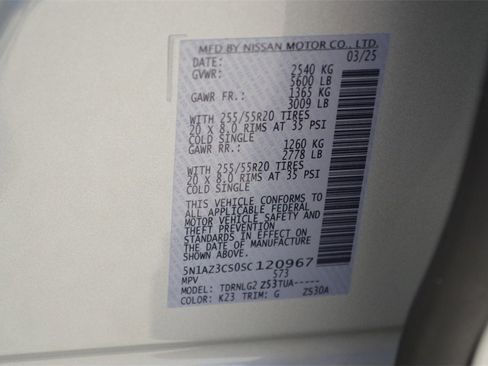 MFD BY NISSAN MOTOR CO., LTD.
DATE: 03/25
GVWR: 2540 KG
5600 LB
GAWR FR.: 1365 KG
3009 LB
WITH 255/55R20 TIRES
20 X 8.0 RIMS AT 35 PSI
COLD SINGLE
GAWR RR.: 1260 KG
2778 LB
WITH 255/55R20 TIRES
20 X 8.0 RIMS AT 35 PSI
COLD SINGLE
THIS VEHICLE CONFORMS TO
ALL APPLICABLE FEDERAL
MOTOR VEHICLE SAFETY AND
THEFT PREVENTION
STANDARDS IN EFFECT ON
THE DATE OF MANUFACTURE
SHOWN ABOVE.
5N1AZ3CS0SC120967
MPV 573
MODEL: TDRNLG2 Z53TUA-----
COLOR: K23 TRIM: G Z530A